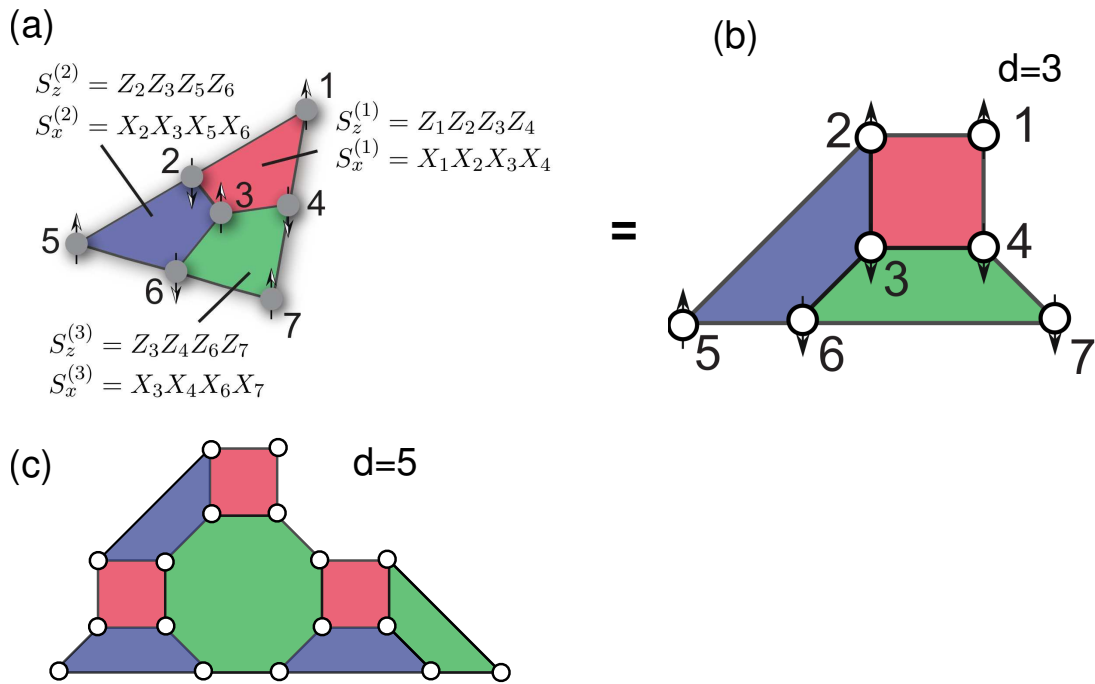 (a)
S_z^{(2)} = Z_2Z_3Z_5Z_6
S_x^{(2)} = X_2X_3X_5X_6
1
S_z^{(1)} = Z_1Z_2Z_3Z_4
S_x^{(1)} = X_1X_2X_3X_4
2
3
4
5
6
7
S_z^{(3)} = Z_3Z_4Z_6Z_7
S_x^{(3)} = X_3X_4X_6X_7
=
(b)
d=3
2
1
3
4
5
6
7
(c)
d=5